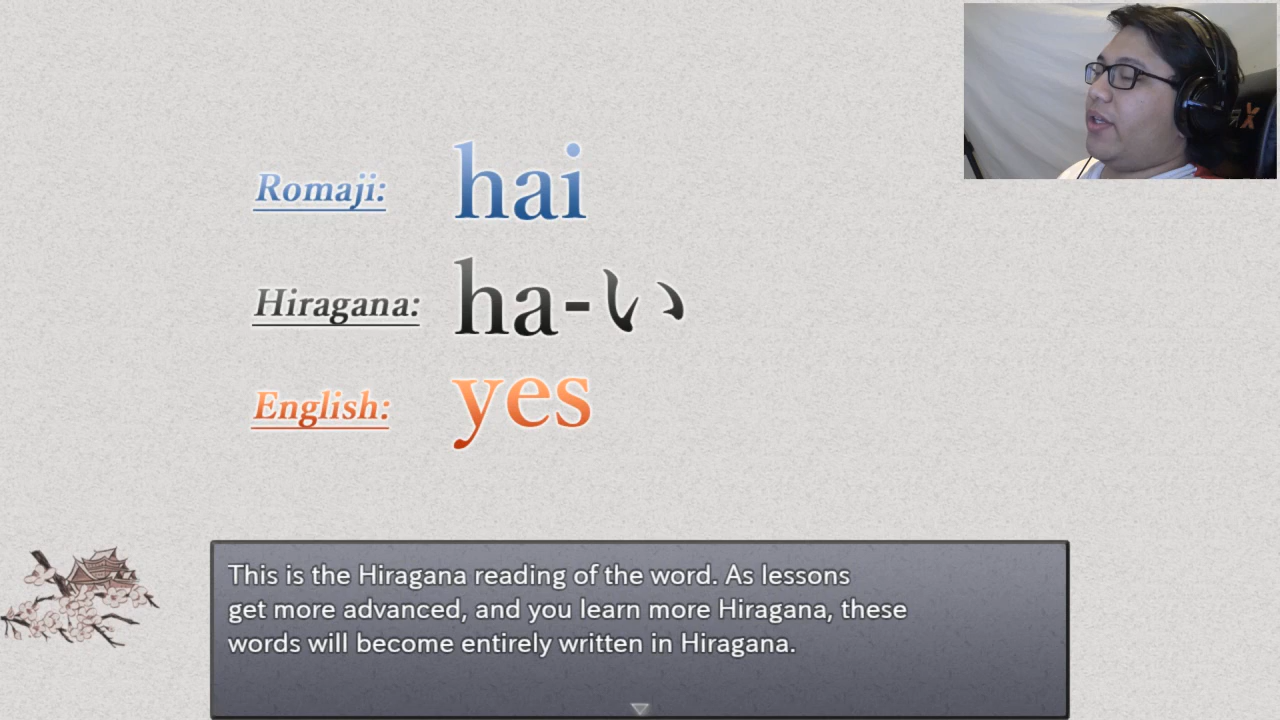 Romaji: hai
Hiragana: ha-い
English: yes
This is the Hiragana reading of the word. As lessons
get more advanced, and you learn more Hiragana, these
words will become entirely written in Hiragana.